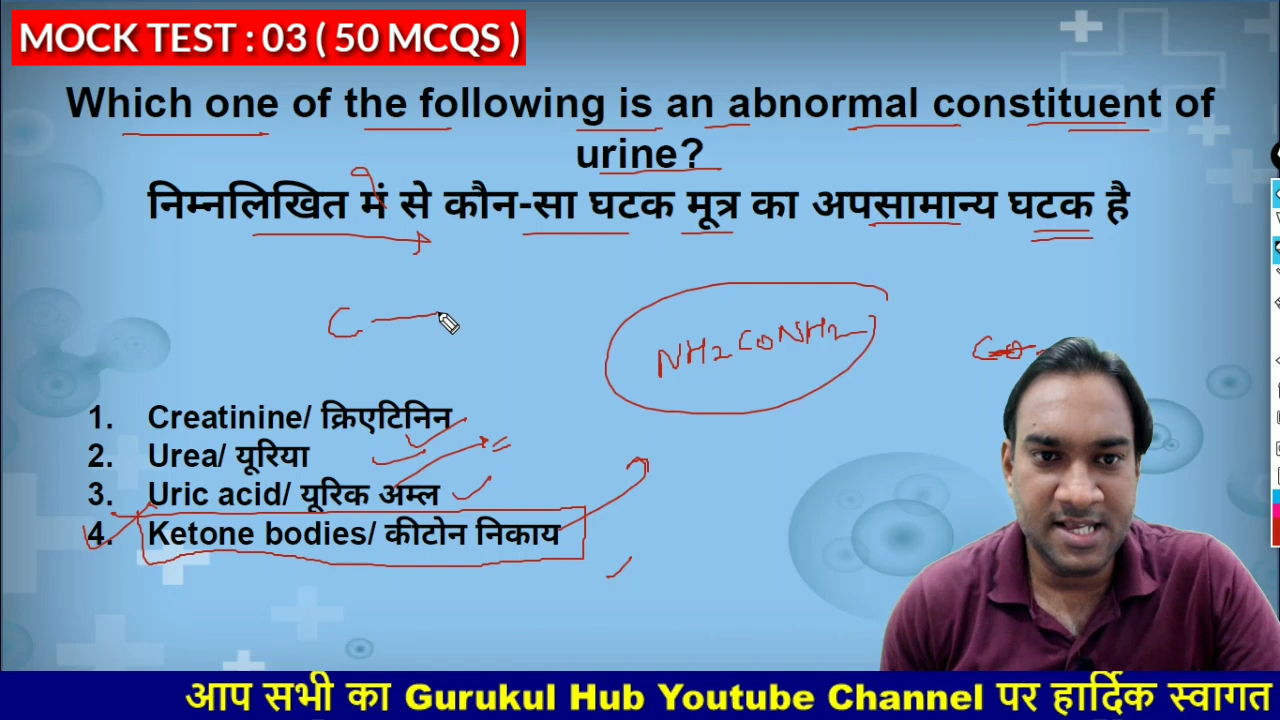 MOCK TEST : 03 ( 50 MCQS )
Which one of the following is an abnormal constituent of
urine?
निम्नलिखित मं से कौन-सा घटक मूत्र का अपसामान्य घटक है
C
NH2CONH2
1. Creatinine/ क्रिएटिनिन
2. Urea/ यूरिया
3. Uric acid/ यूरिक अम्ल
4. Ketone bodies/ कीटोन निकाय
आप सभी का Gurukul Hub Youtube Channel पर हार्दिक स्वागत